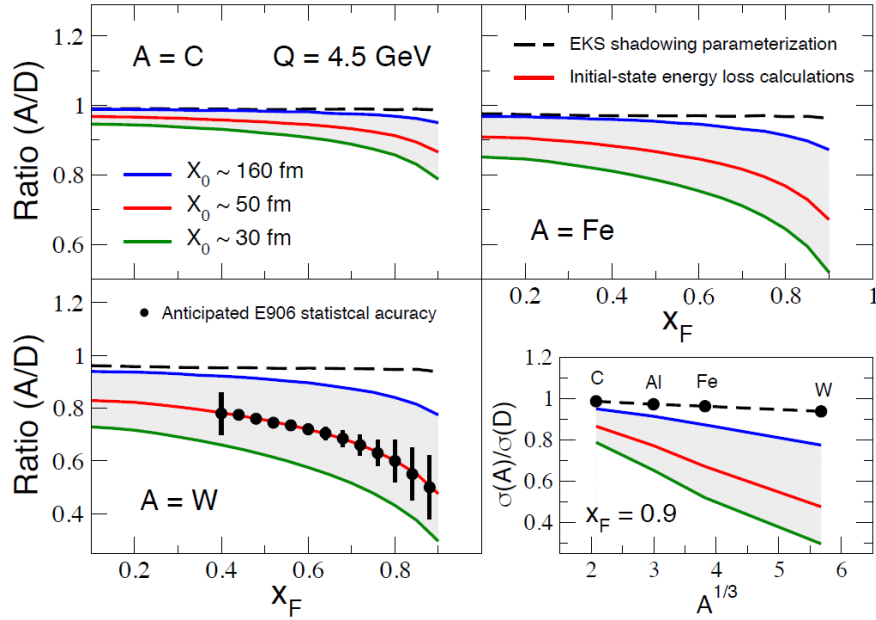 1.2
1
0.8
0.6
Ratio (A/D)
A = C
Q = 4.5 GeV
X0 ~ 160 fm
X0 ~ 50 fm
X0 ~ 30 fm
EKS shadowing parameterization
Initial-state energy loss calculations
A = Fe
0.2 0.4 0.6 0.8 1
xF
1.2
1
0.8
0.6
0.4
Ratio (A/D)
Anticipated E906 statistcal acuracy
A = W
0.2 0.4 0.6 0.8
xF
1.2
1
0.8
0.6
0.4
σ(A)/σ(D)
C Al Fe W
xF = 0.9
2 3 4 5 6
A1/3